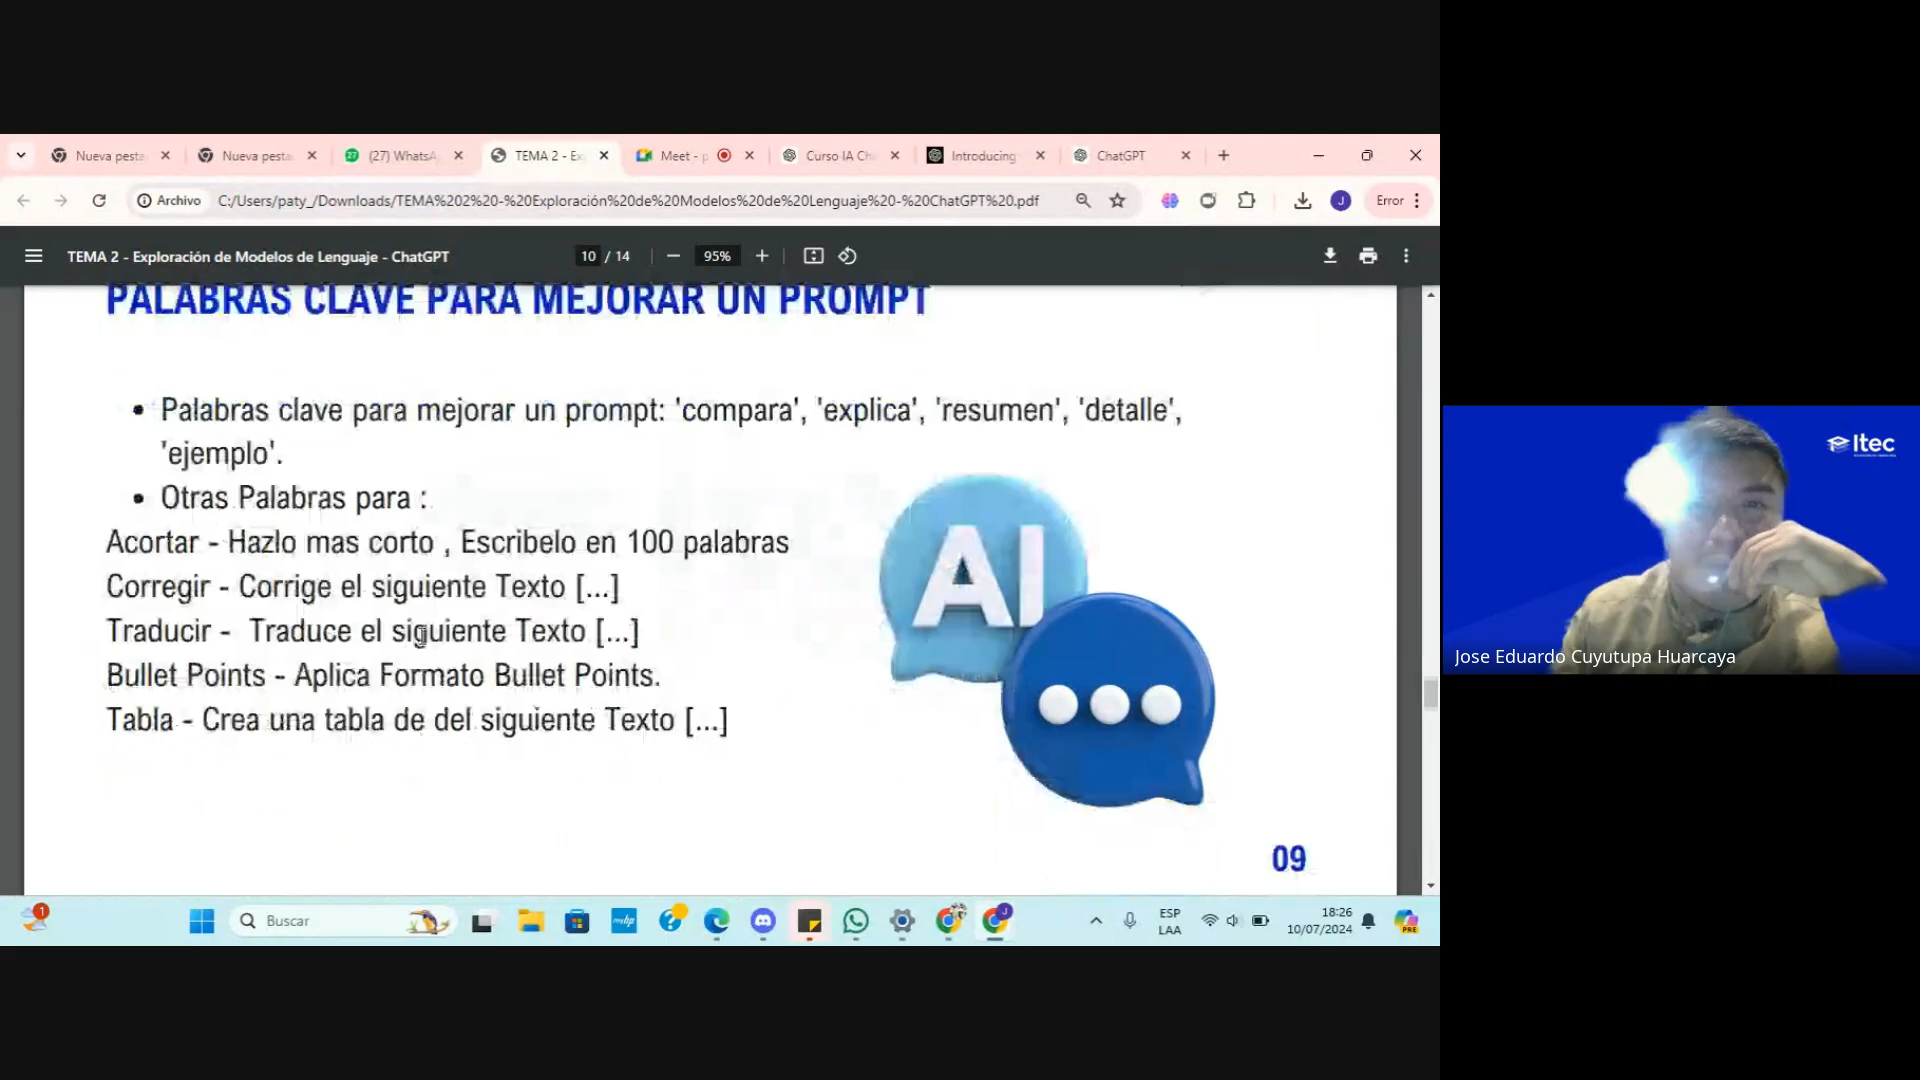 Nueva pesta
Nueva pesta
(27) WhatsA
TEMA 2 - Ex
Meet - p
Curso IA Ch
Introducing
ChatGPT
Archivo
C:/Users/paty_/Downloads/TEMA%202%20-%20Exploración%20de%20Modelos%20de%20Lenguaje%20-%20ChatGPT%20.pdf
J
Error
TEMA 2 - Exploración de Modelos de Lenguaje - ChatGPT
10 / 14
95%
PALABRAS CLAVE PARA MEJORAR UN PROMPT
• Palabras clave para mejorar un prompt: 'compara', 'explica', 'resumen', 'detalle',
'ejemplo'.
• Otras Palabras para :
Acortar - Hazlo mas corto , Escribelo en 100 palabras
Corregir - Corrige el siguiente Texto [...]
Traducir - Traduce el siguiente Texto [...]
Bullet Points - Aplica Formato Bullet Points.
Tabla - Crea una tabla de del siguiente Texto [...]
AI
09
Itec
Jose Eduardo Cuyutupa Huarcaya
1
Buscar
myhp
J
ESP
LAA
18:26
10/07/2024
PRE